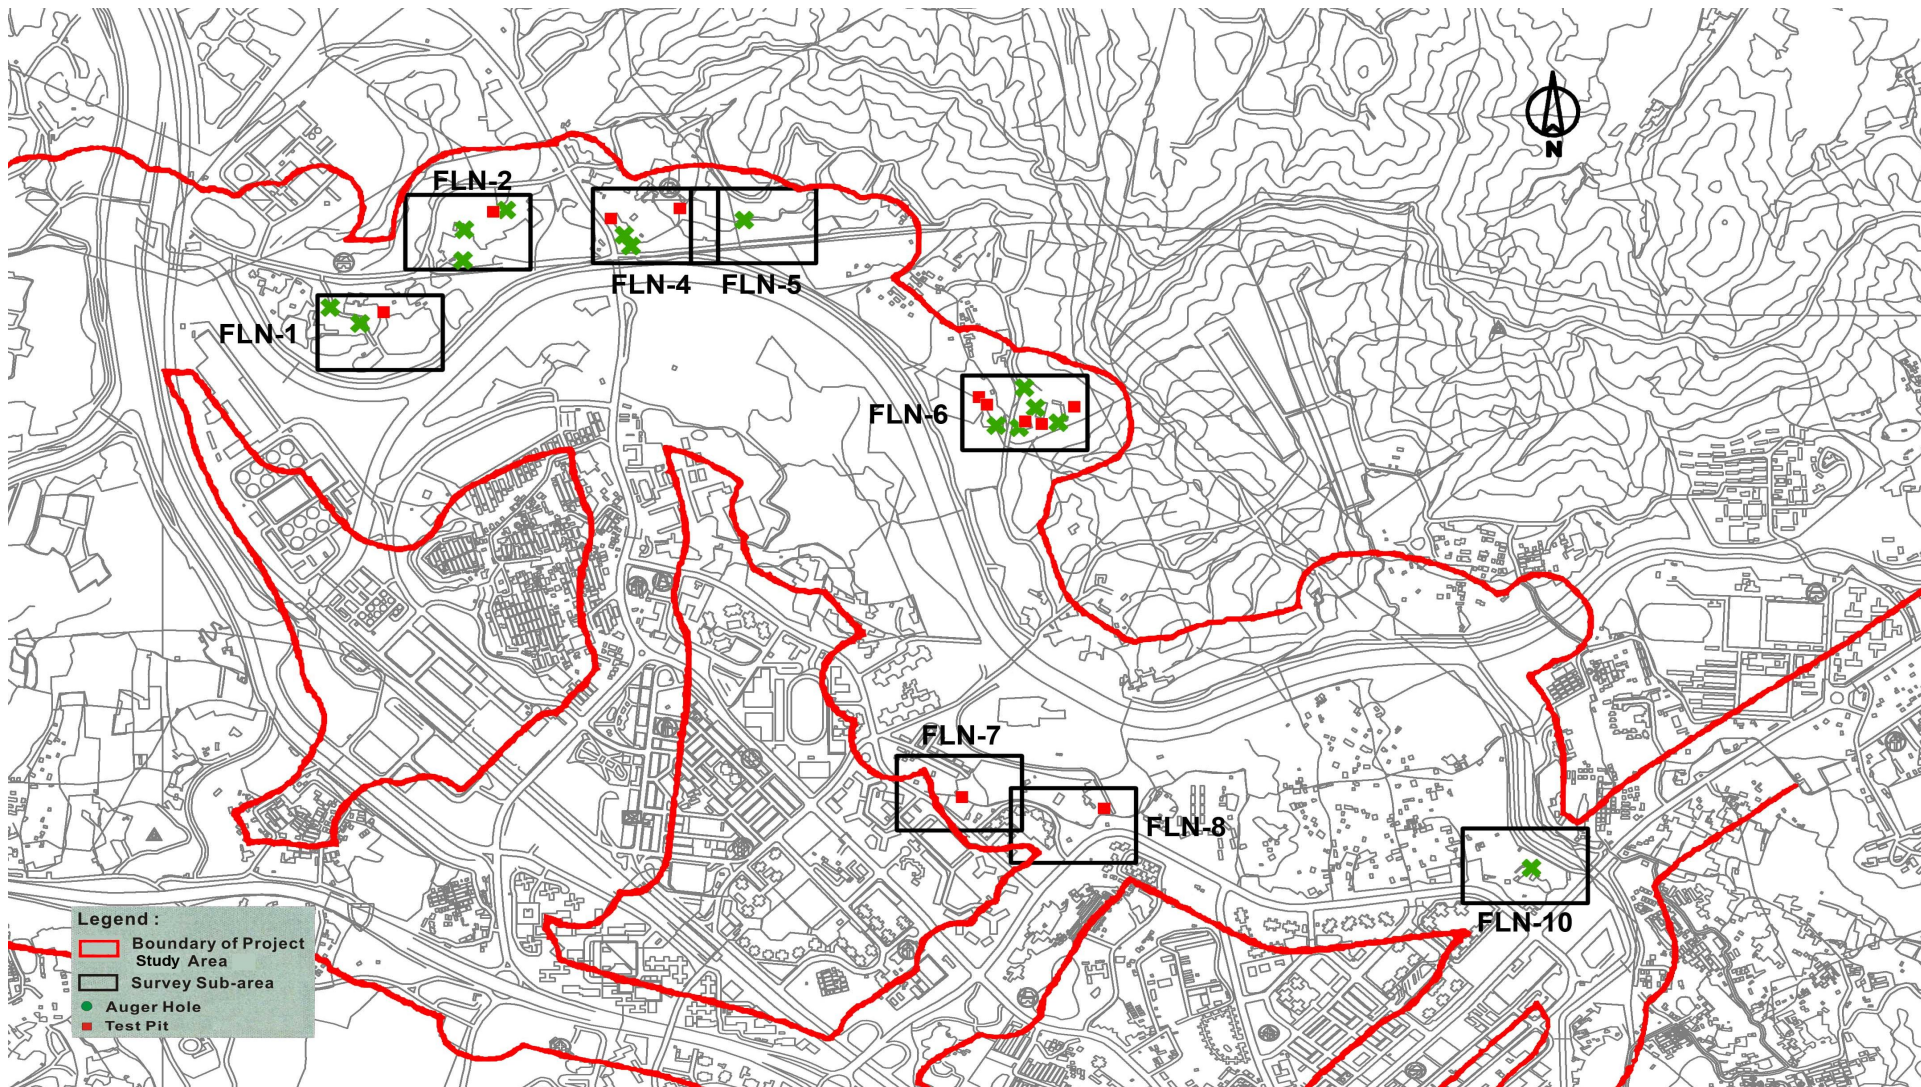 N
FLN-2
FLN-4
FLN-5
FLN-1
FLN-6
FLN-7
FLN-8
FLN-10
Legend :
Boundary of Project
Study Area
Survey Sub-area
Auger Hole
Test Pit